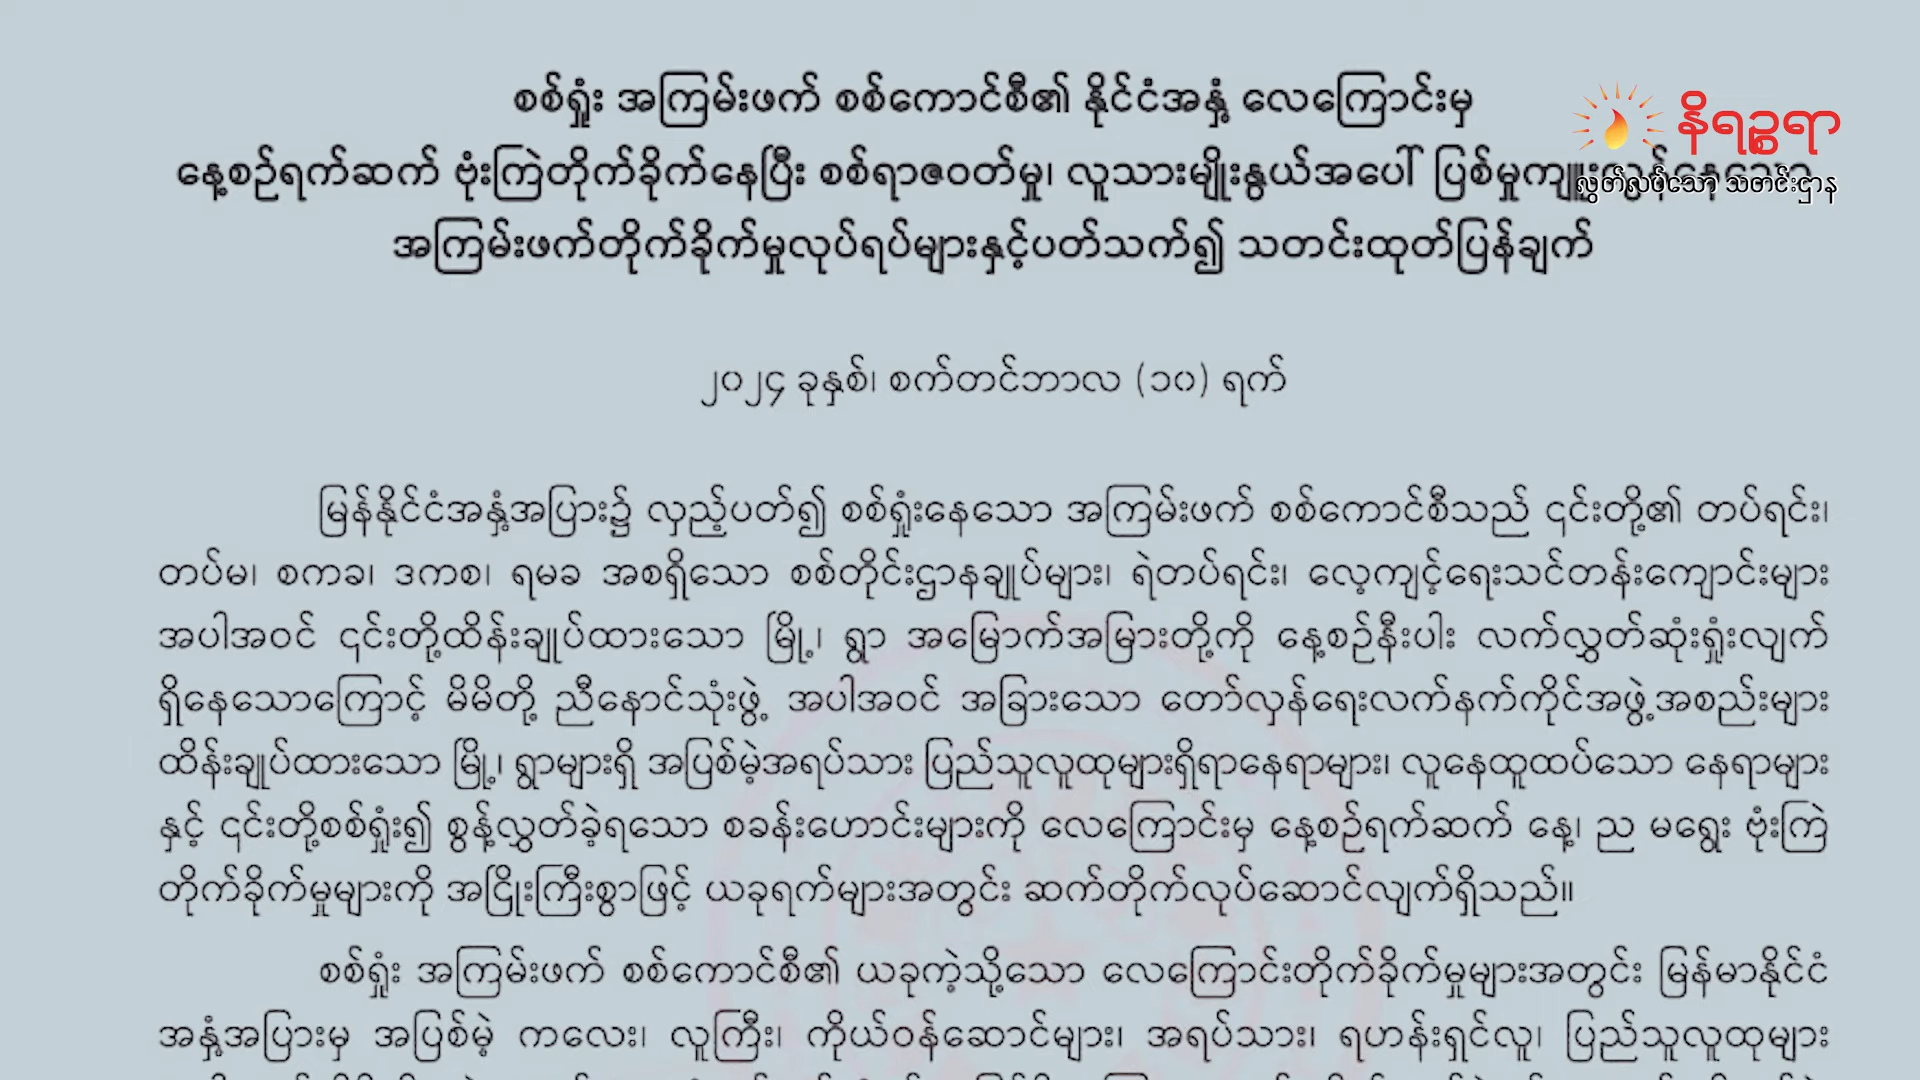 စစ်ရှုံး အကြမ်းဖက် စစ်ကောင်စီ၏ နိုင်ငံအနှံ့ လေကြောင်းမှ
နေ့စဉ်ရက်ဆက် ဗုံးကြဲတိုက်ခိုက်နေပြီး စစ်ရာဇဝတ်မှု၊ လူသားမျိုးနွယ်အပေါ် ပြစ်မှုကျူးလွန်နေသော
အကြမ်းဖက်တိုက်ခိုက်မှုလုပ်ရပ်များနှင့်ပတ်သက်၍ သတင်းထုတ်ပြန်ချက်
နိရဉ္စရာ
လွတ်လပ်သော သတင်းဌာန
၂၀၂၄ ခုနှစ်၊ စက်တင်ဘာလ (၁၀) ရက်
မြန်နိုင်ငံအနှံ့အပြား၌ လှည့်ပတ်၍ စစ်ရှုံးနေသော အကြမ်းဖက် စစ်ကောင်စီသည် ၎င်းတို့၏ တပ်ရင်း၊
တပ်မ၊ စကခ၊ ဒကစ၊ ရမခ အစရှိသော စစ်တိုင်းဌာနချုပ်များ၊ ရဲတပ်ရင်း၊ လေ့ကျင့်ရေးသင်တန်းကျောင်းများ
အပါအဝင် ၎င်းတို့ထိန်းချုပ်ထားသော မြို့၊ ရွာ အမြောက်အမြားတို့ကို နေ့စဉ်နီးပါး လက်လွှတ်ဆုံးရှုံးလျက်
ရှိနေသောကြောင့် မိမိတို့ ညီနောင်သုံးဖွဲ့ အပါအဝင် အခြားသော တော်လှန်ရေးလက်နက်ကိုင်အဖွဲ့အစည်းများ
ထိန်းချုပ်ထားသော မြို့၊ ရွာများရှိ အပြစ်မဲ့အရပ်သား ပြည်သူလူထုများရှိရာနေရာများ၊ လူနေထူထပ်သော နေရာများ
နှင့် ၎င်းတို့စစ်ရှုံး၍ စွန့်လွှတ်ခဲ့ရသော စခန်းဟောင်းများကို လေကြောင်းမှ နေ့စဉ်ရက်ဆက် နေ့၊ ည မရွေး ဗုံးကြဲ
တိုက်ခိုက်မှုများကို အငြိုးကြီးစွာဖြင့် ယခုရက်များအတွင်း ဆက်တိုက်လုပ်ဆောင်လျက်ရှိသည်။
စစ်ရှုံး အကြမ်းဖက် စစ်ကောင်စီ၏ ယခုကဲ့သို့သော လေကြောင်းတိုက်ခိုက်မှုများအတွင်း မြန်မာနိုင်ငံ
အနှံ့အပြားမှ အပြစ်မဲ့ ကလေး၊ လူကြီး၊ ကိုယ်ဝန်ဆောင်များ၊ အရပ်သား၊ ရဟန်းရှင်လူ၊ ပြည်သူလူထုများ